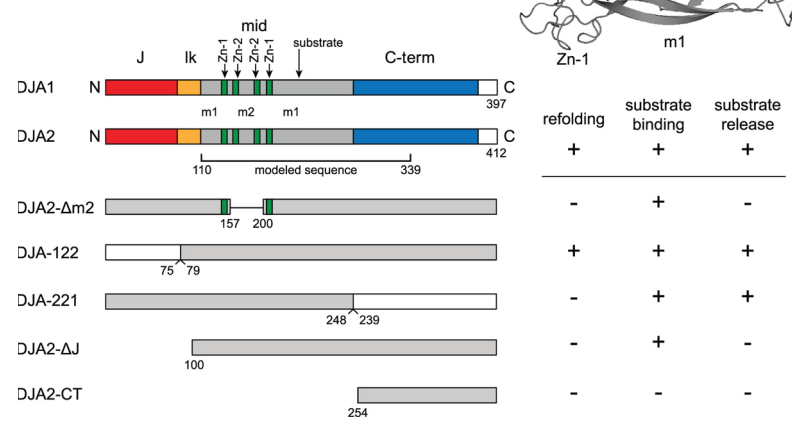 m1
Zn-1
mid
J lk Zn-1 Zn-2 Zn-2 Zn-1 substrate C-term
DJA1 N C
397
m1 m2 m1
DJA2 N C
412
110 modeled sequence 339
refolding substrate binding substrate release
+ + +
DJA2-Δm2 - + -
157 200
DJA-122 + + +
75 79
DJA-221 - + +
248 239
DJA2-ΔJ - + -
100
DJA2-CT - - -
254